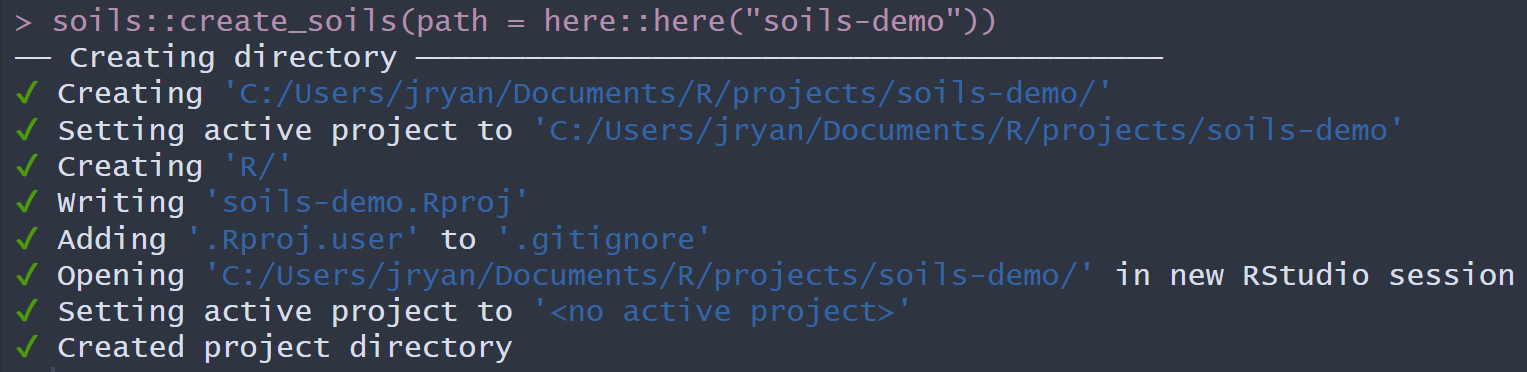 > soils::create_soils(path = here::here("soils-demo"))
── Creating directory ─────────────────────────────────────────
✔ Creating 'C:/Users/jryan/Documents/R/projects/soils-demo/'
✔ Setting active project to 'C:/Users/jryan/Documents/R/projects/soils-demo'
✔ Creating 'R/'
✔ Writing 'soils-demo.Rproj'
✔ Adding '.Rproj.user' to '.gitignore'
✔ Opening 'C:/Users/jryan/Documents/R/projects/soils-demo/' in new RStudio session
✔ Setting active project to '<no active project>'
✔ Created project directory